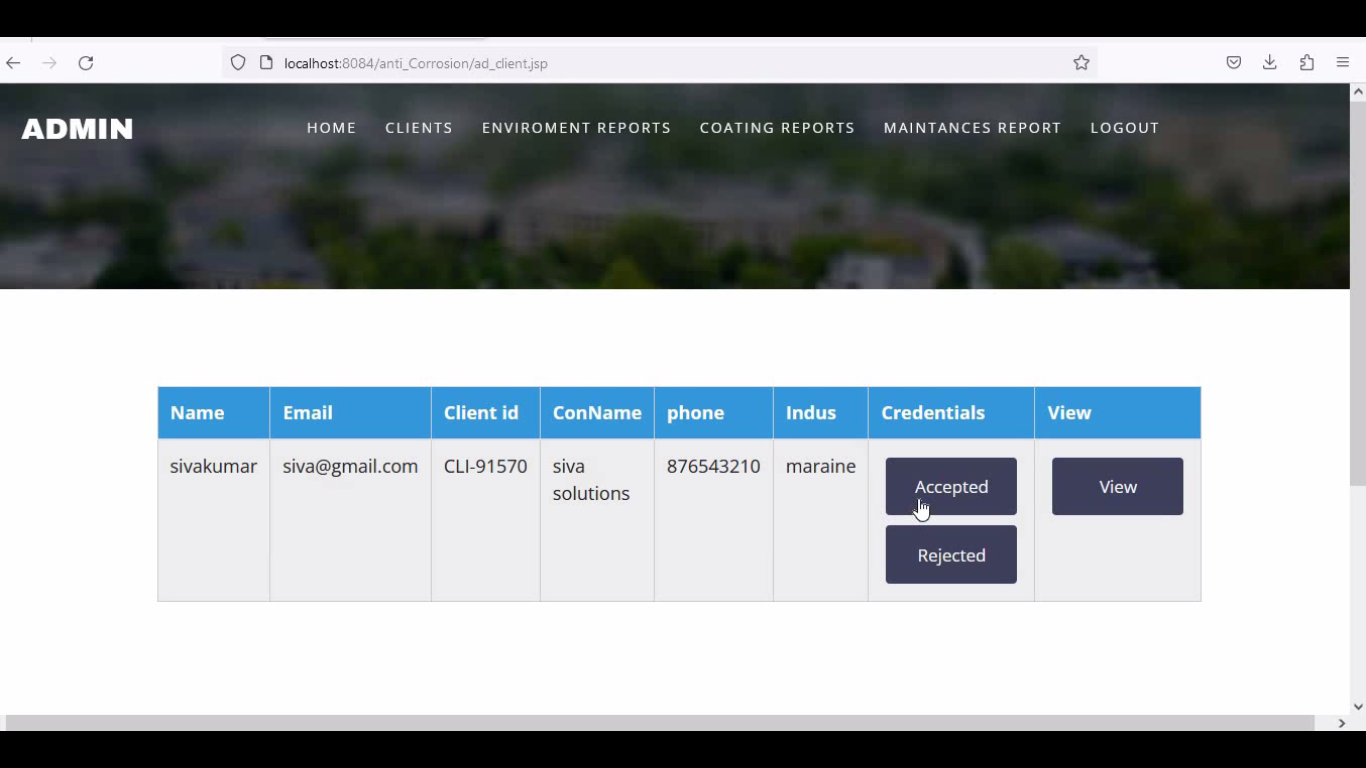 localhost:8084/anti_Corrosion/ad_client.jsp
ADMIN
HOME CLIENTS ENVIROMENT REPORTS COATING REPORTS MAINTANCES REPORT LOGOUT
Name Email Client id ConName phone Indus Credentials View
sivakumar siva@gmail.com CLI-91570 siva solutions 876543210 maraine Accepted View
Rejected